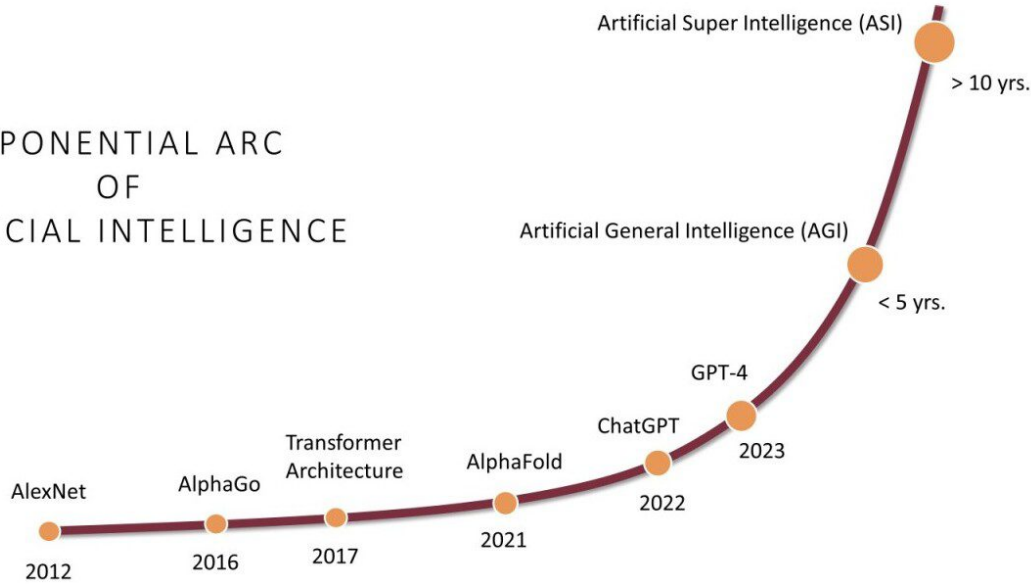 Artificial Super Intelligence (ASI)
> 10 yrs.
PONENTIAL ARC
OF
CIAL INTELLIGENCE
Artificial General Intelligence (AGI)
< 5 yrs.
GPT-4
2023
ChatGPT
2022
Transformer
Architecture
2017
AlphaFold
2021
AlphaGo
2016
AlexNet
2012